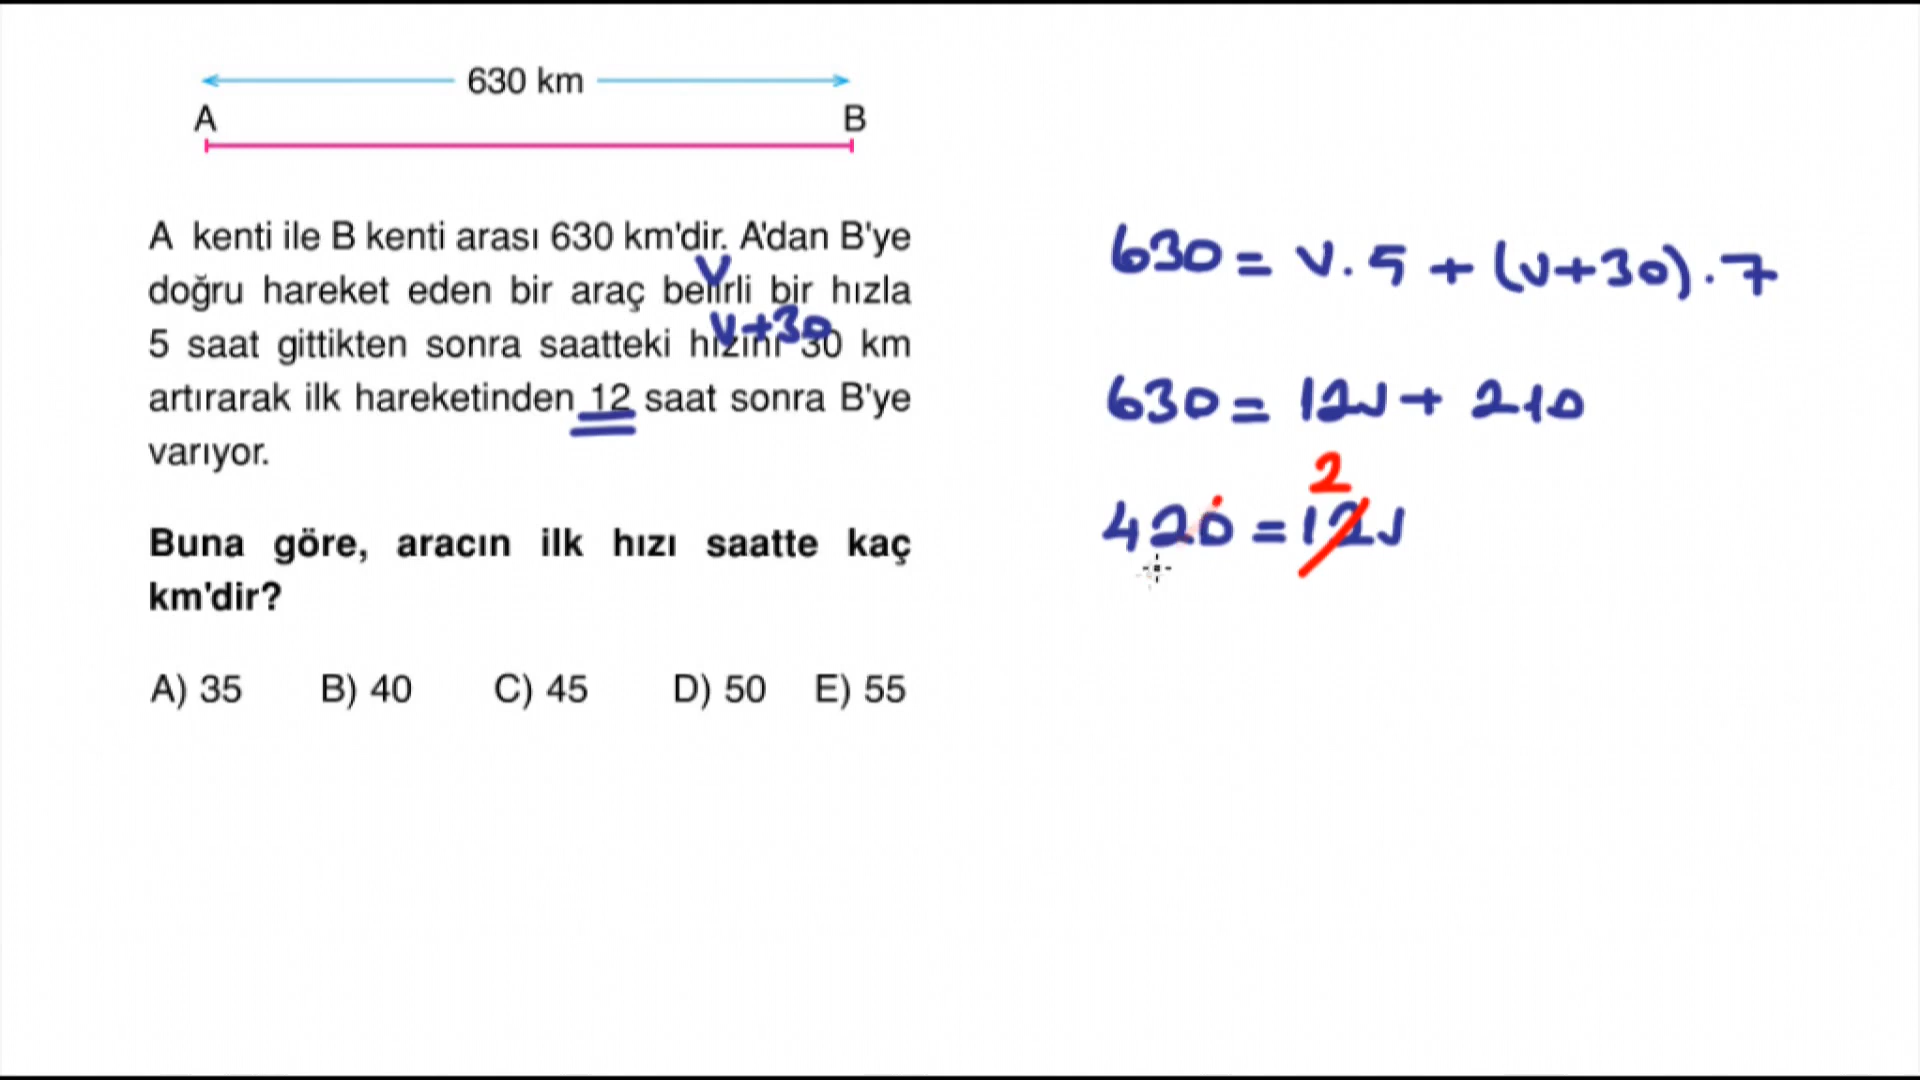 630 km
A B
A kenti ile B kenti arası 630 km'dir. A'dan B'ye
V
doğru hareket eden bir araç belirli bir hızla
V+30
5 saat gittikten sonra saatteki hızını 30 km
artırarak ilk hareketinden 12 saat sonra B'ye
varıyor.
Buna göre, aracın ilk hızı saatte kaç
km'dir?
A) 35 B) 40 C) 45 D) 50 E) 55
630 = V.5 + (V+30).7
630 = 12V + 210
2
420 = 12V